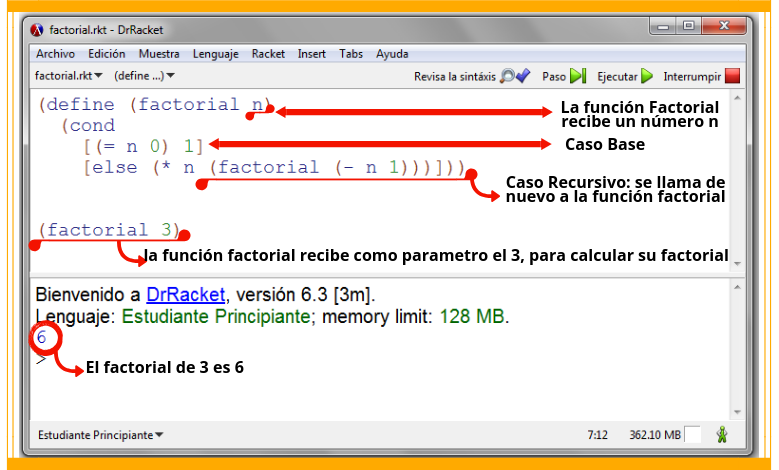 factorial.rkt - DrRacket
Archivo Edición Muestra Lenguaje Racket Insert Tabs Ayuda
factorial.rkt (define ...) Revisa la sintáxis Paso Ejecutar Interrumpir
(define (factorial n)
La función Factorial
recibe un número n
(cond
[(= n 0) 1]
Caso Base
[else (* n (factorial (- n 1)))]))
Caso Recursivo: se llama de
nuevo a la función factorial
(factorial 3)
la función factorial recibe como parametro el 3, para calcular su factorial
Bienvenido a DrRacket, versión 6.3 [3m].
Lenguaje: Estudiante Principiante; memory limit: 128 MB.
6
>
El factorial de 3 es 6
Estudiante Principiante 7:12 362.10 MB